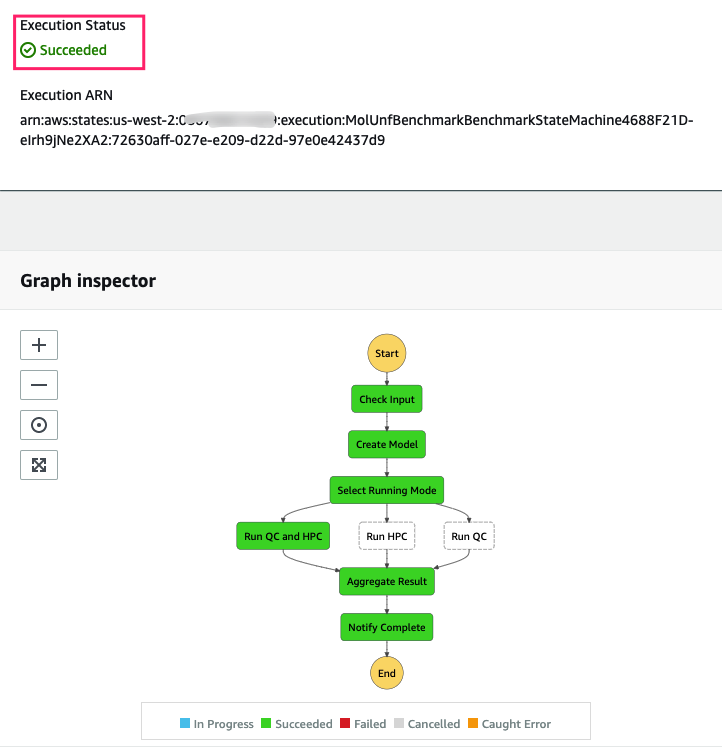 Execution Status
Succeeded
Execution ARN
arn:aws:states:us-west-2:0 :execution:MolUnfBenchmarkBenchmarkStateMachine4688F21D-
eIrh9jNe2XA2:72630aff-027e-e209-d22d-97e0e42437d9
Graph inspector
Start
Check Input
Create Model
Select Running Mode
Run QC and HPC
Run HPC
Run QC
Aggregate Result
Notify Complete
End
In Progress
Succeeded
Failed
Cancelled
Caught Error